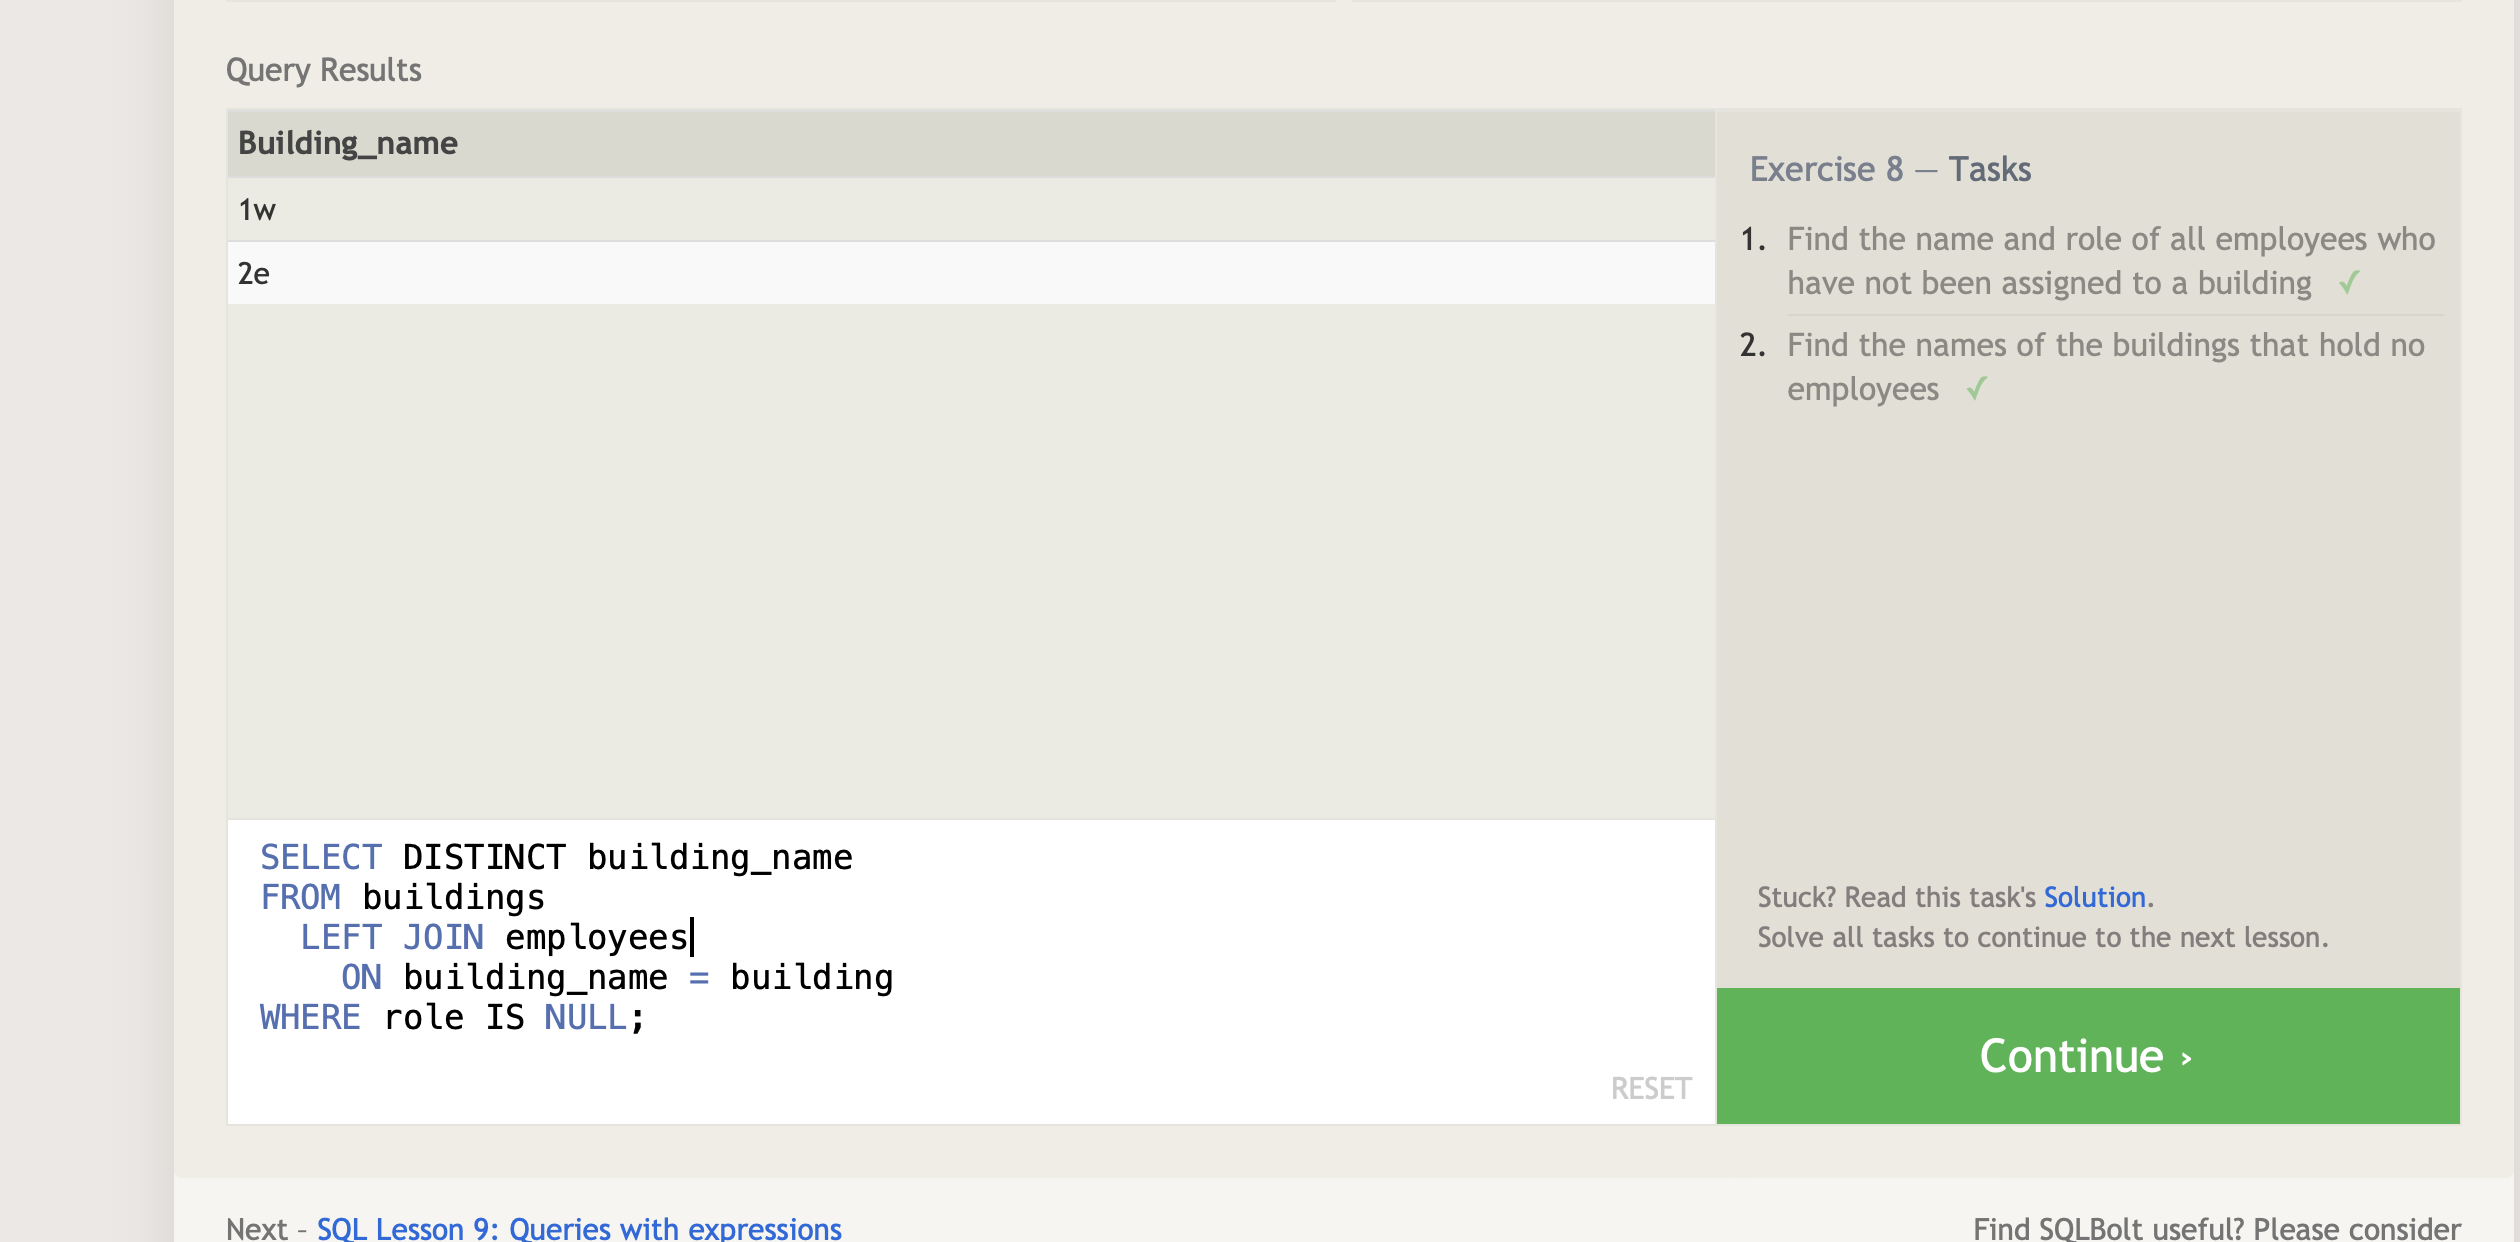 Query Results
Building_name
1w
2e
SELECT DISTINCT building_name
FROM buildings
  LEFT JOIN employees
    ON building_name = building
WHERE role IS NULL;
RESET
Exercise 8 — Tasks
1. Find the name and role of all employees who
have not been assigned to a building ✓
2. Find the names of the buildings that hold no
employees ✓
Stuck? Read this task's Solution.
Solve all tasks to continue to the next lesson.
Continue ›
Next – SQL Lesson 9: Queries with expressions
Find SQLBolt useful? Please consider